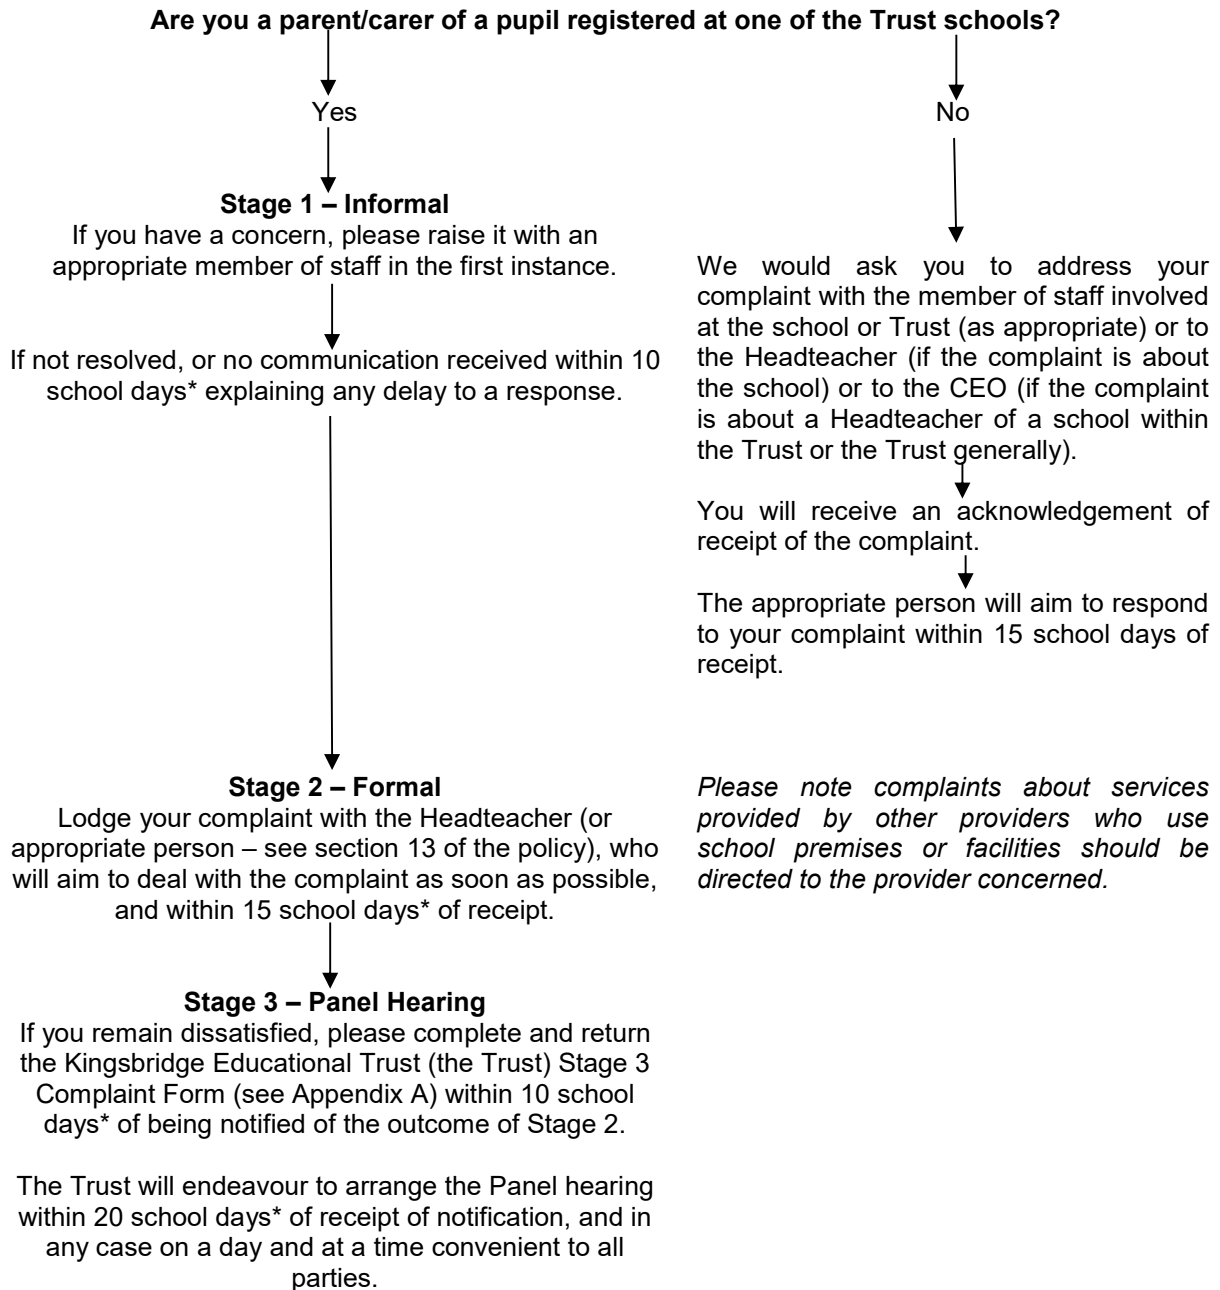 Are you a parent/carer of a pupil registered at one of the Trust schools?
Yes
Stage 1 – Informal
If you have a concern, please raise it with an
appropriate member of staff in the first instance.
If not resolved, or no communication received within 10
school days* explaining any delay to a response.
Stage 2 – Formal
Lodge your complaint with the Headteacher (or
appropriate person – see section 13 of the policy), who
will aim to deal with the complaint as soon as possible,
and within 15 school days* of receipt.
Stage 3 – Panel Hearing
If you remain dissatisfied, please complete and return
the Kingsbridge Educational Trust (the Trust) Stage 3
Complaint Form (see Appendix A) within 10 school
days* of being notified of the outcome of Stage 2.
The Trust will endeavour to arrange the Panel hearing
within 20 school days* of receipt of notification, and in
any case on a day and at a time convenient to all
parties.
No
We would ask you to address your
complaint with the member of staff involved
at the school or Trust (as appropriate) or to
the Headteacher (if the complaint is about
the school) or to the CEO (if the complaint
is about a Headteacher of a school within
the Trust or the Trust generally).
You will receive an acknowledgement of
receipt of the complaint.
The appropriate person will aim to respond
to your complaint within 15 school days of
receipt.
Please note complaints about services
provided by other providers who use
school premises or facilities should be
directed to the provider concerned.